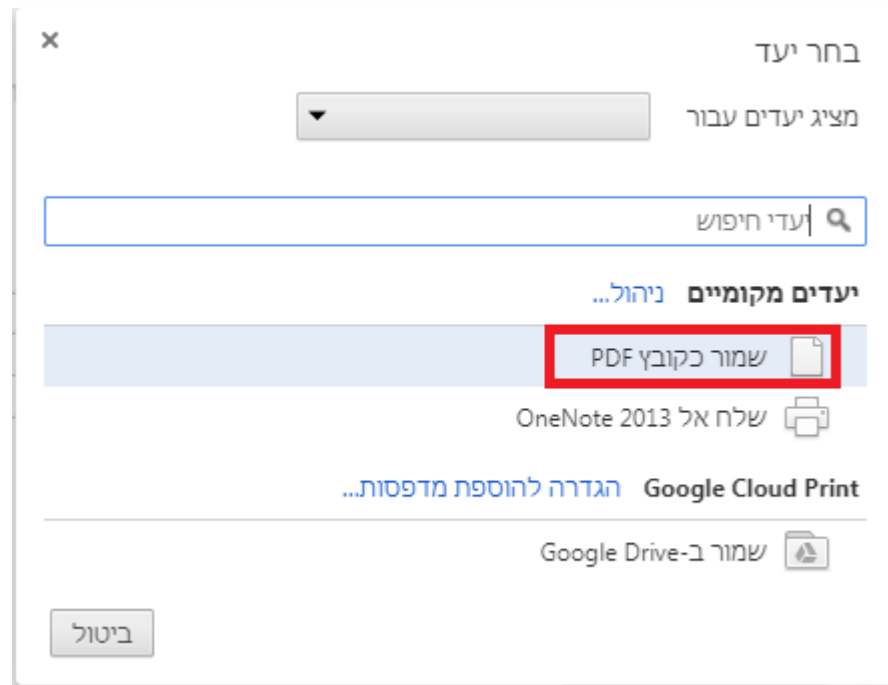 בחר יעד
מציג יעדים עבור
יעדי חיפוש
יעדים מקומיים ניהול...
שמור כקובץ PDF
שלח אל OneNote 2013
Google Cloud Print הגדרה להוספת מדפסות...
שמור ב-Google Drive
ביטול